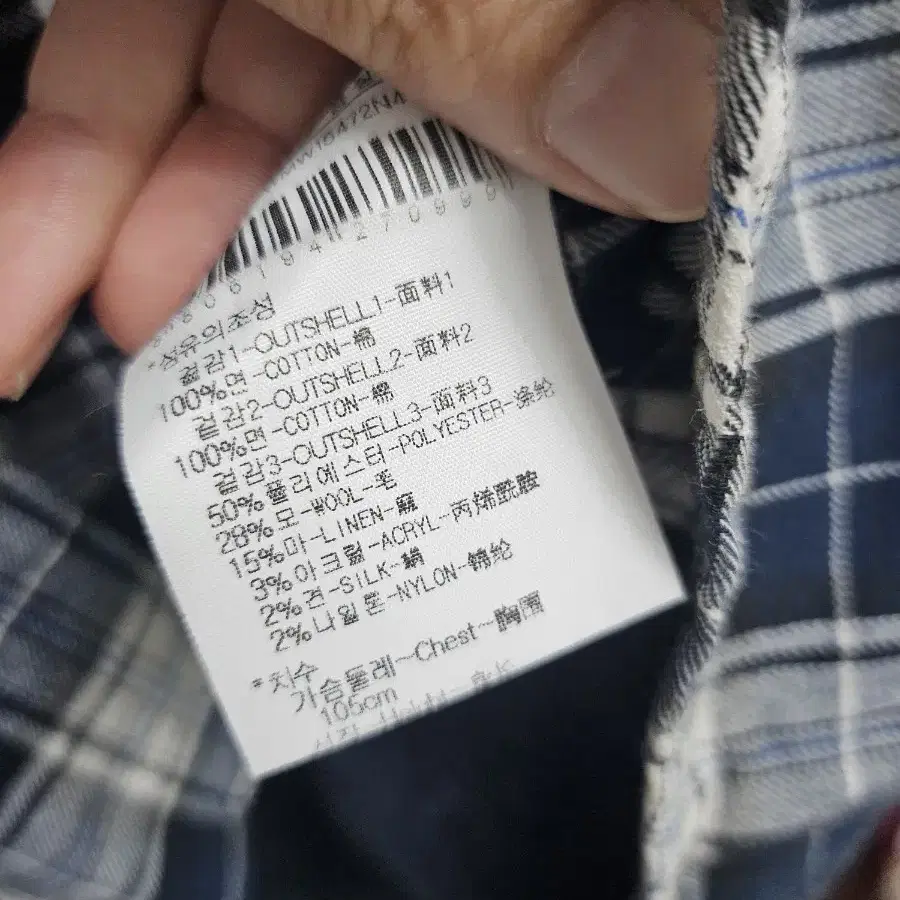 *섬유의조성
겉감1-OUTSHELL1-面料1
100%면-COTTON-棉
겉감2-OUTSHELL2-面料2
100%면-COTTON-棉
겉감3-OUTSHELL3-面料3
50%폴리에스터-POLYESTER-涤纶
28%모-WOOL-毛
15%마-LINEN-麻
3%아크릴-ACRYL-丙烯酰胺
2%견-SILK-絹
2%나일론-NYLON-锦纶
*치수
가슴둘레-Chest-胸围
105cm